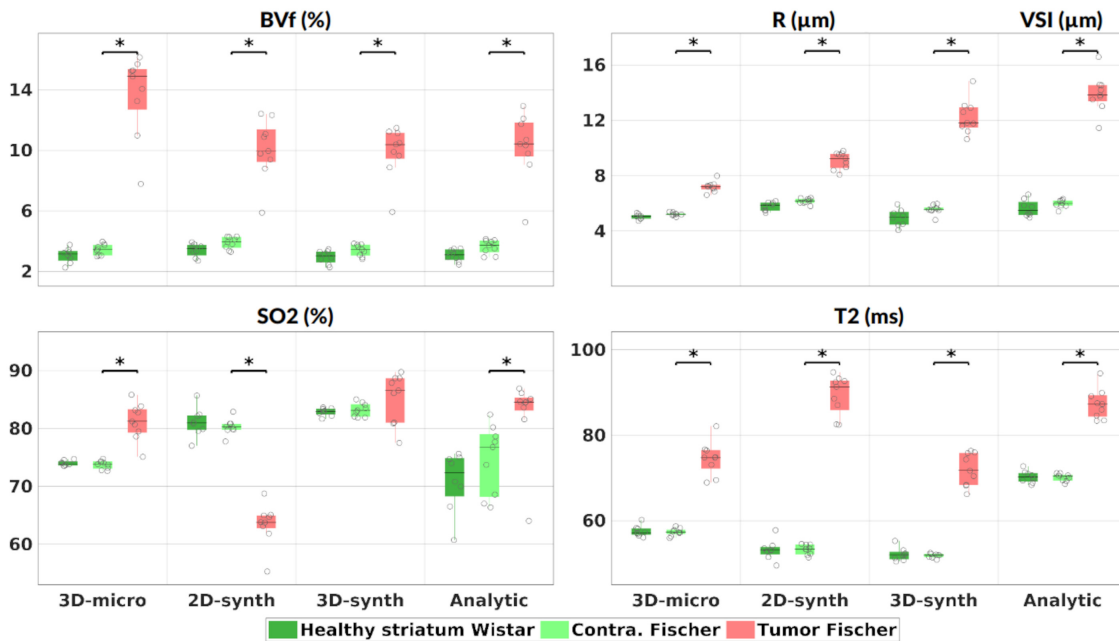 BVf (%)
R (µm)
VSI (µm)
* * * *
* * * *
14
10
6
2
16
12
8
4
SO2 (%)
T2 (ms)
* * *
* * * *
90
80
70
60
100
80
60
3D-micro 2D-synth 3D-synth Analytic
3D-micro 2D-synth 3D-synth Analytic
Healthy striatum Wistar Contra. Fischer Tumor Fischer